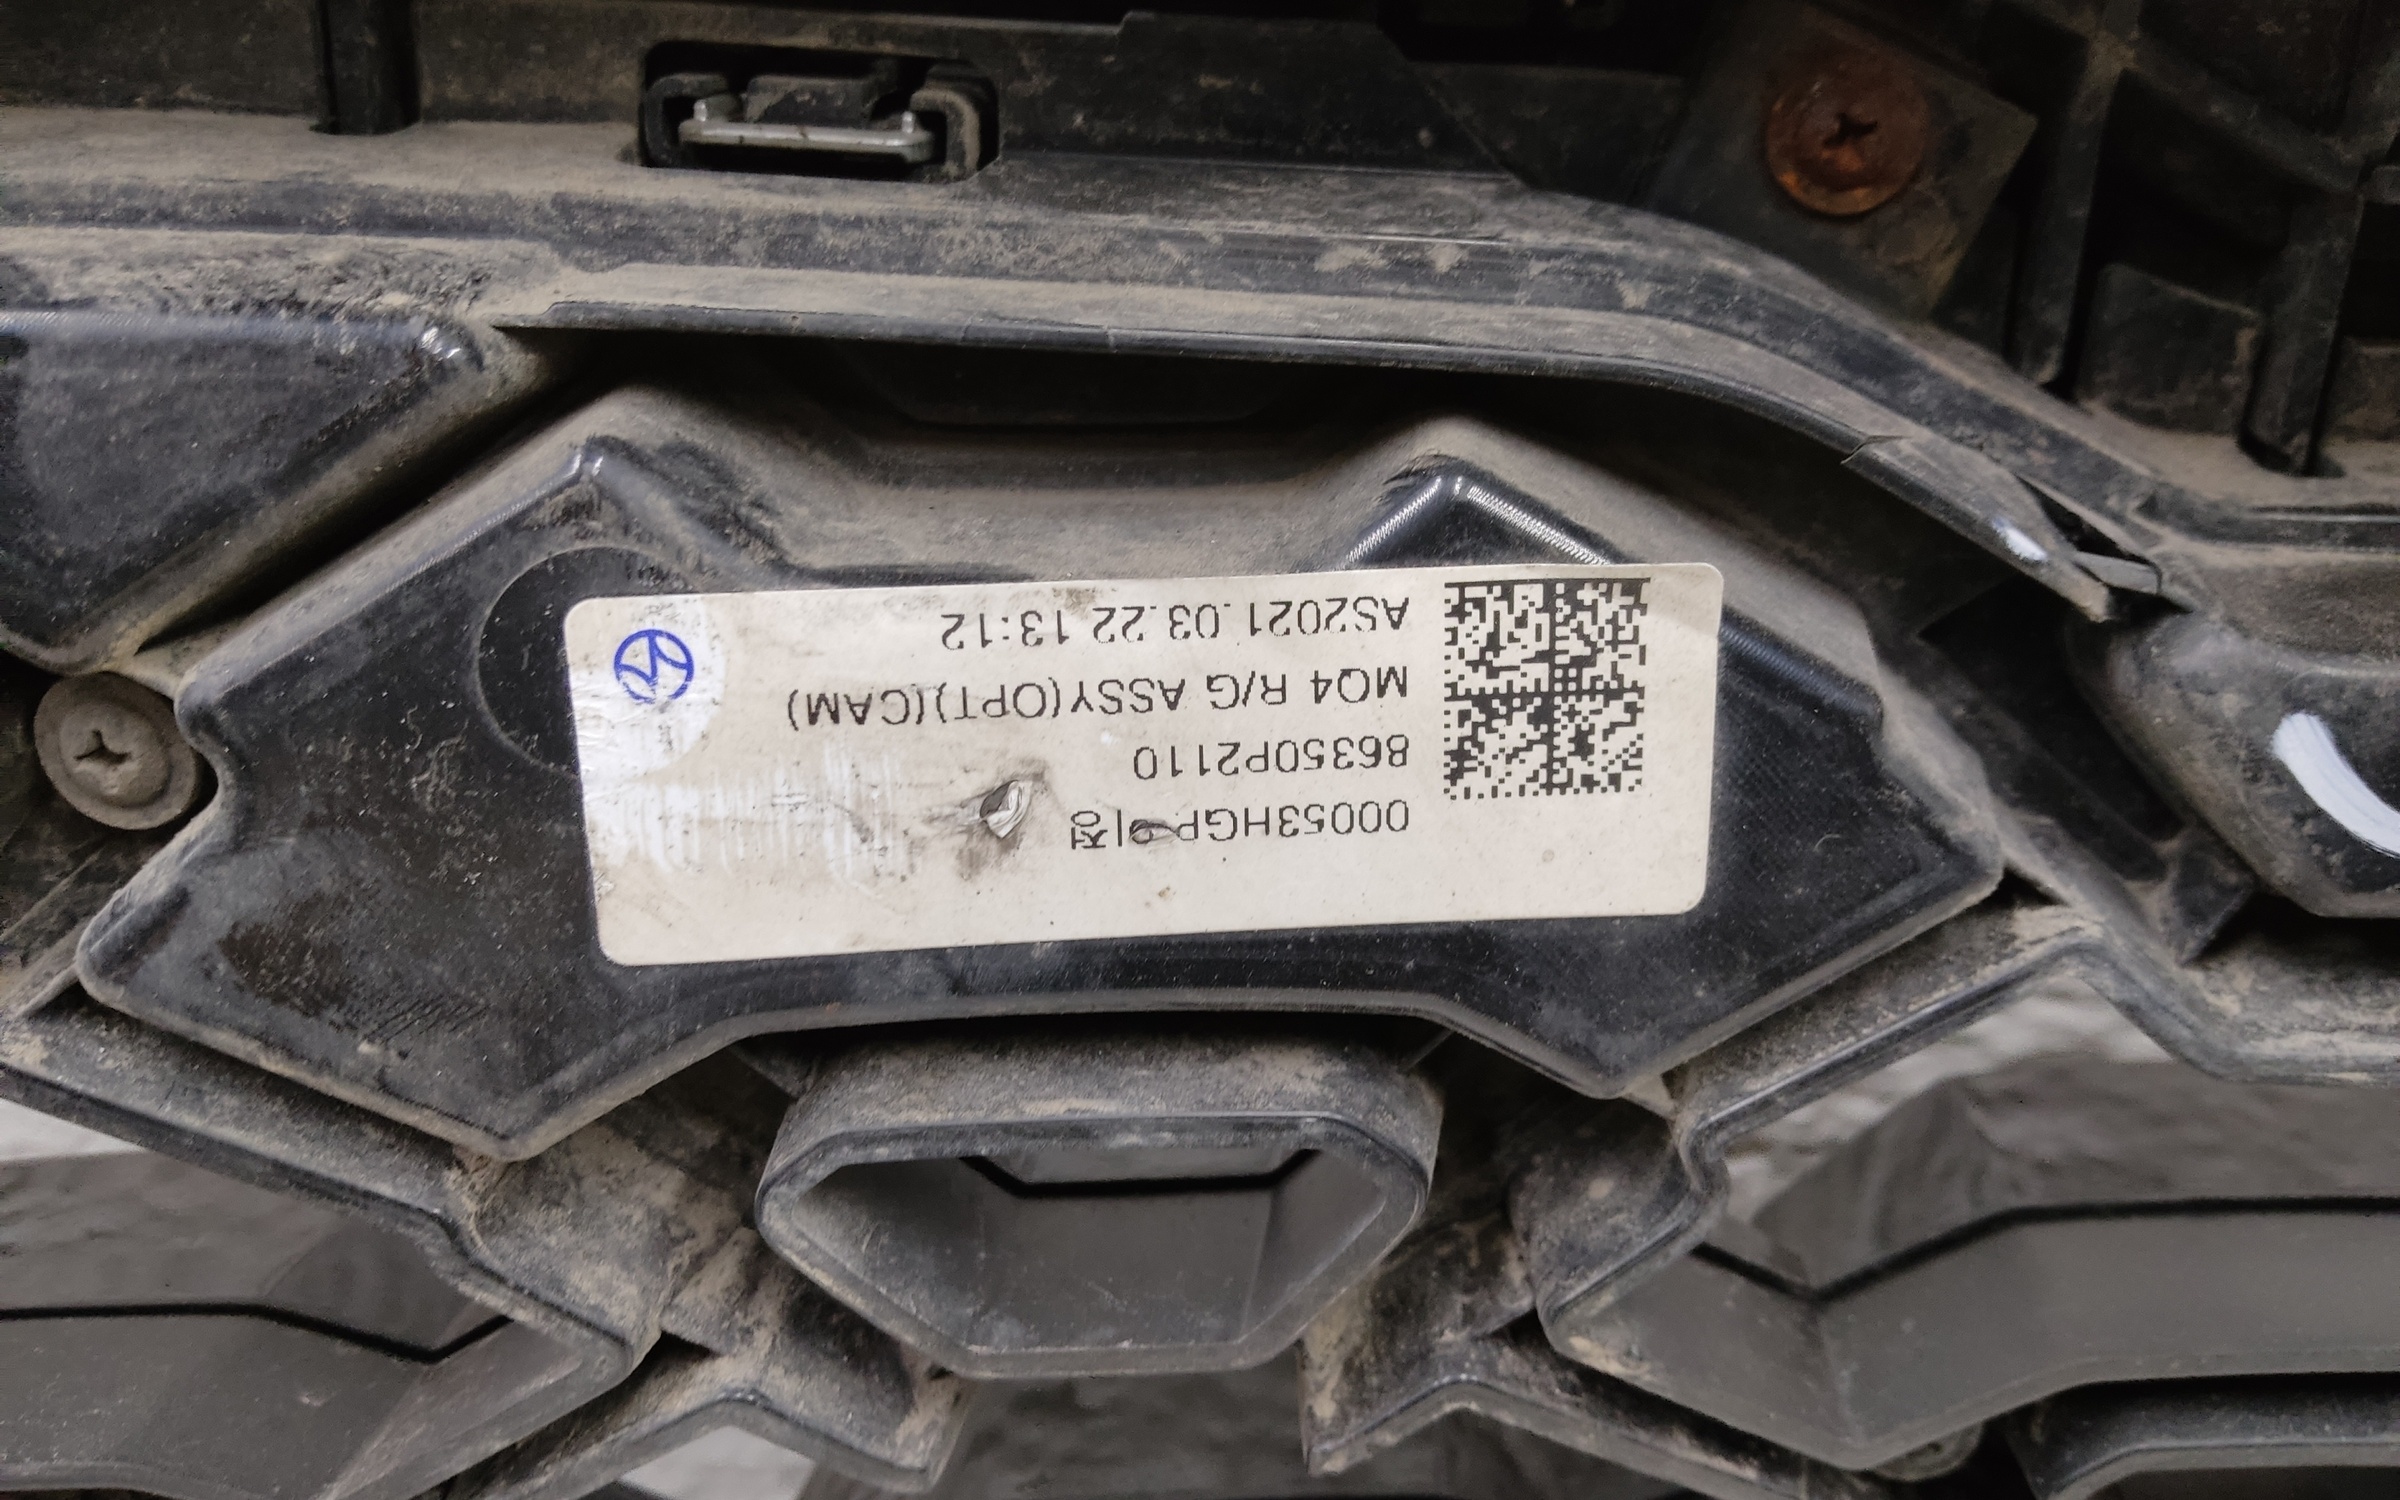 00053HGP 이정
86350P2110
MQ4 R/G ASSY(OPT)(CAM)
AS2021.03.22 13:12